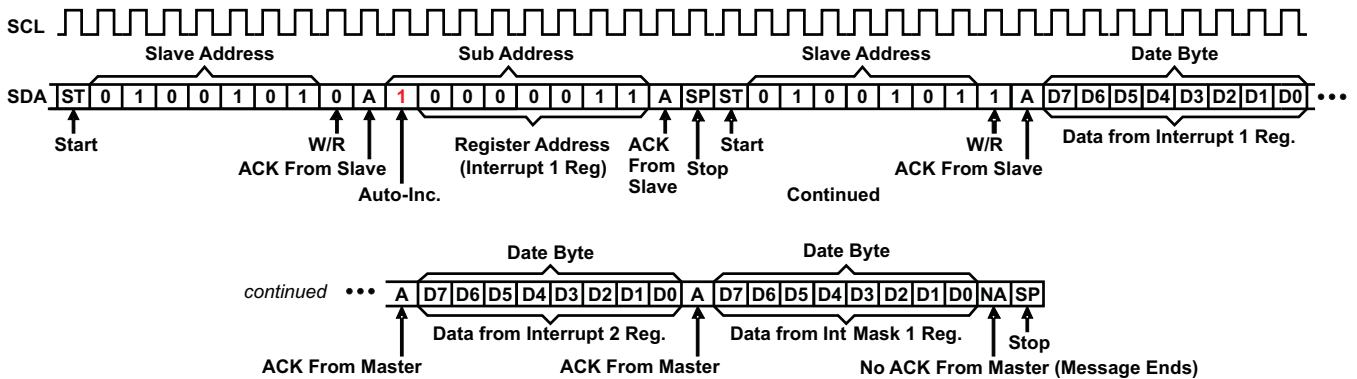 SCL
Slave Address Sub Address Slave Address Date Byte
SDA ST 0 1 0 0 1 0 1 0 A 1 0 0 0 0 0 1 1 A SP ST 0 1 0 0 1 0 1 1 A D7 D6 D5 D4 D3 D2 D1 D0 •••
Start W/R Register Address ACK Start W/R Data from Interrupt 1 Reg.
ACK From Slave (Interrupt 1 Reg) From Stop ACK From Slave
Slave
Auto-Inc. Continued
Date Byte Date Byte
continued ••• A D7 D6 D5 D4 D3 D2 D1 D0 A D7 D6 D5 D4 D3 D2 D1 D0 NA SP
Data from Interrupt 2 Reg. Data from Int Mask 1 Reg. Stop
ACK From Master ACK From Master No ACK From Master (Message Ends)